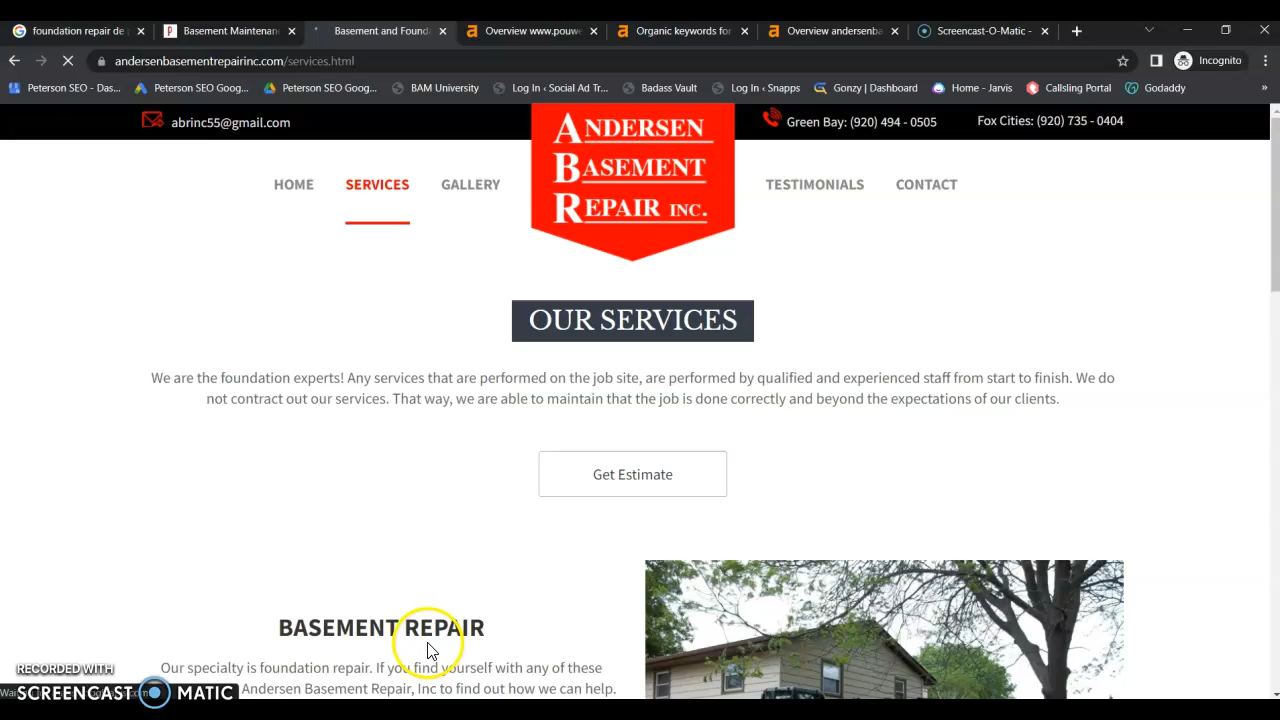 foundation repair de
Basement Maintenan
Basement and Founda
Overview www.pouwe
Organic keywords for
Overview andersenba
Screencast-O-Matic -
andersenbasementrepairinc.com/services.html
Incognito
Peterson SEO - Das...
Peterson SEO Goog...
Peterson SEO Goog...
BAM University
Log In ‹ Social Ad Tr...
Badass Vault
Log In ‹ Snapps
Gonzy | Dashboard
Home - Jarvis
Callsling Portal
Godaddy
abrinc55@gmail.com
Green Bay: (920) 494 - 0505
Fox Cities: (920) 735 - 0404
HOME
SERVICES
GALLERY
ANDERSEN
BASEMENT
REPAIR INC.
TESTIMONIALS
CONTACT
OUR SERVICES
We are the foundation experts! Any services that are performed on the job site, are performed by qualified and experienced staff from start to finish. We do
not contract out our services. That way, we are able to maintain that the job is done correctly and beyond the expectations of our clients.
Get Estimate
BASEMENT REPAIR
Our specialty is foundation repair. If you find yourself with any of these
Andersen Basement Repair, Inc to find out how we can help.
RECORDED WITH
SCREENCAST MATIC